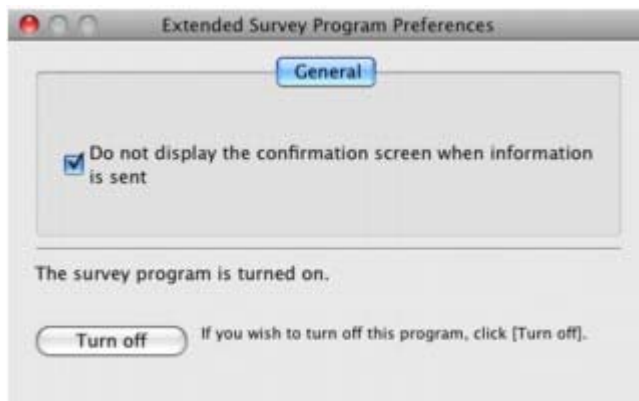 Extended Survey Program Preferences
General
Do not display the confirmation screen when information
is sent
The survey program is turned on.
Turn off
If you wish to turn off this program, click [Turn off].